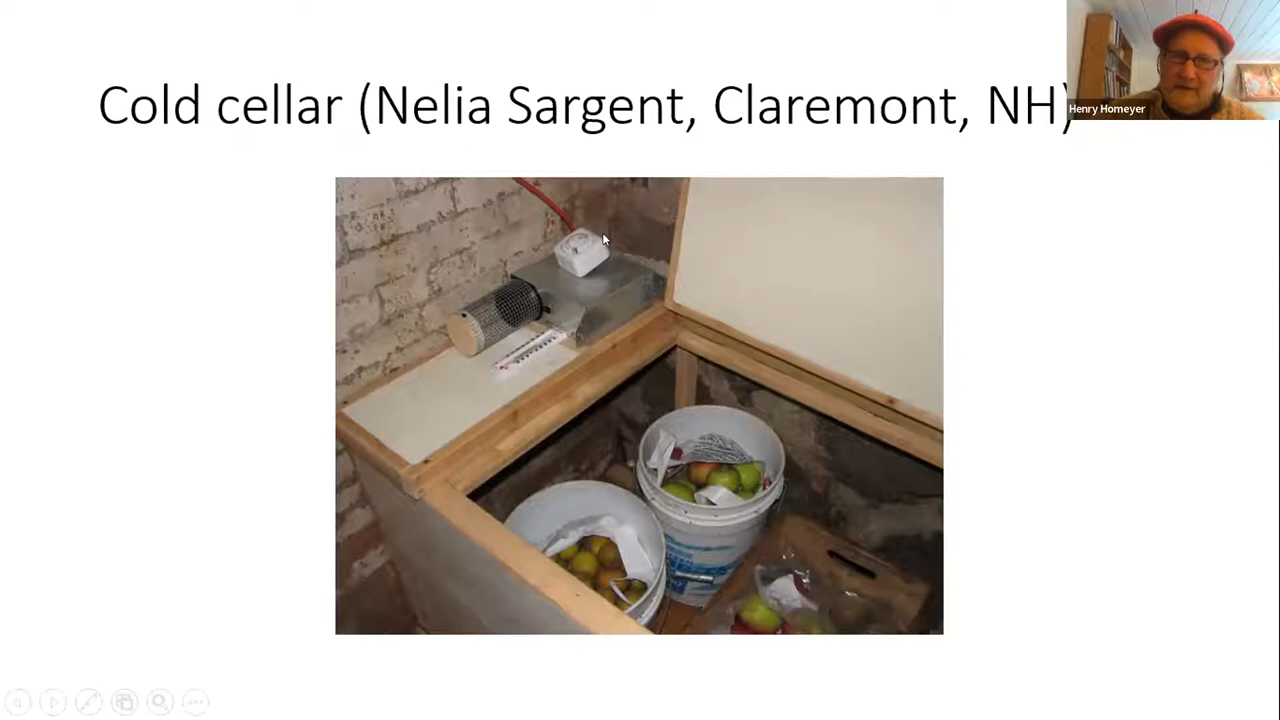 Cold cellar (Nelia Sargent, Claremont, NH)
Henry Homeyer